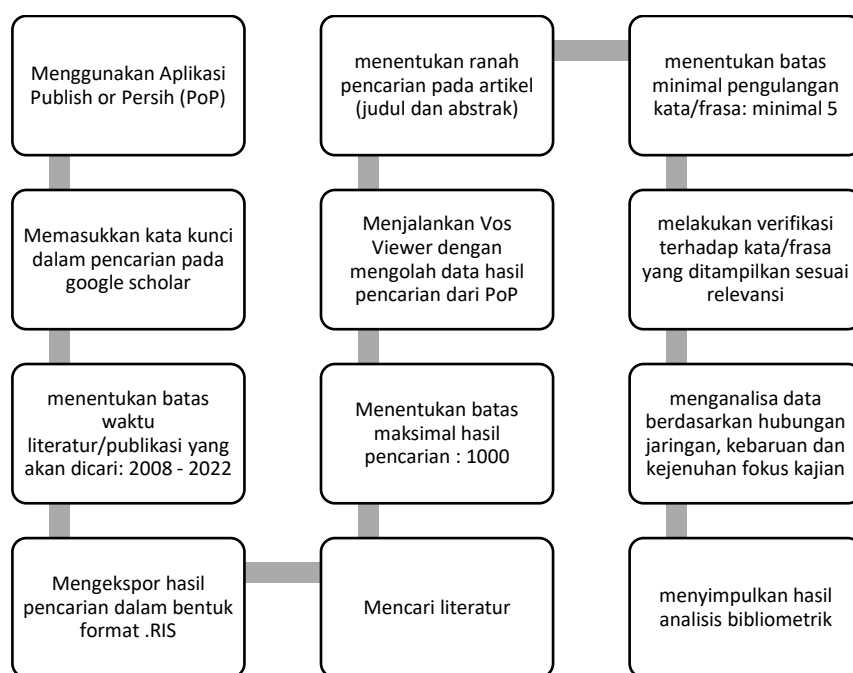 Menggunakan Aplikasi
Publish or Persih (PoP)
Memasukkan kata kunci
dalam pencarian pada
google scholar
menentukan batas
waktu
literatur/publikasi yang
akan dicari: 2008 - 2022
Mengekspor hasil
pencarian dalam bentuk
format .RIS
Mencari literatur
Menentukan batas
maksimal hasil
pencarian : 1000
Menjalankan Vos
Viewer dengan
mengolah data hasil
pencarian dari PoP
menentukan ranah
pencarian pada artikel
(judul dan abstrak)
menentukan batas
minimal pengulangan
kata/frasa: minimal 5
melakukan verifikasi
terhadap kata/frasa
yang ditampilkan sesuai
relevansi
menganalisa data
berdasarkan hubungan
jaringan, kebaruan dan
kejenuhan fokus kajian
menyimpulkan hasil
analisis bibliometrik